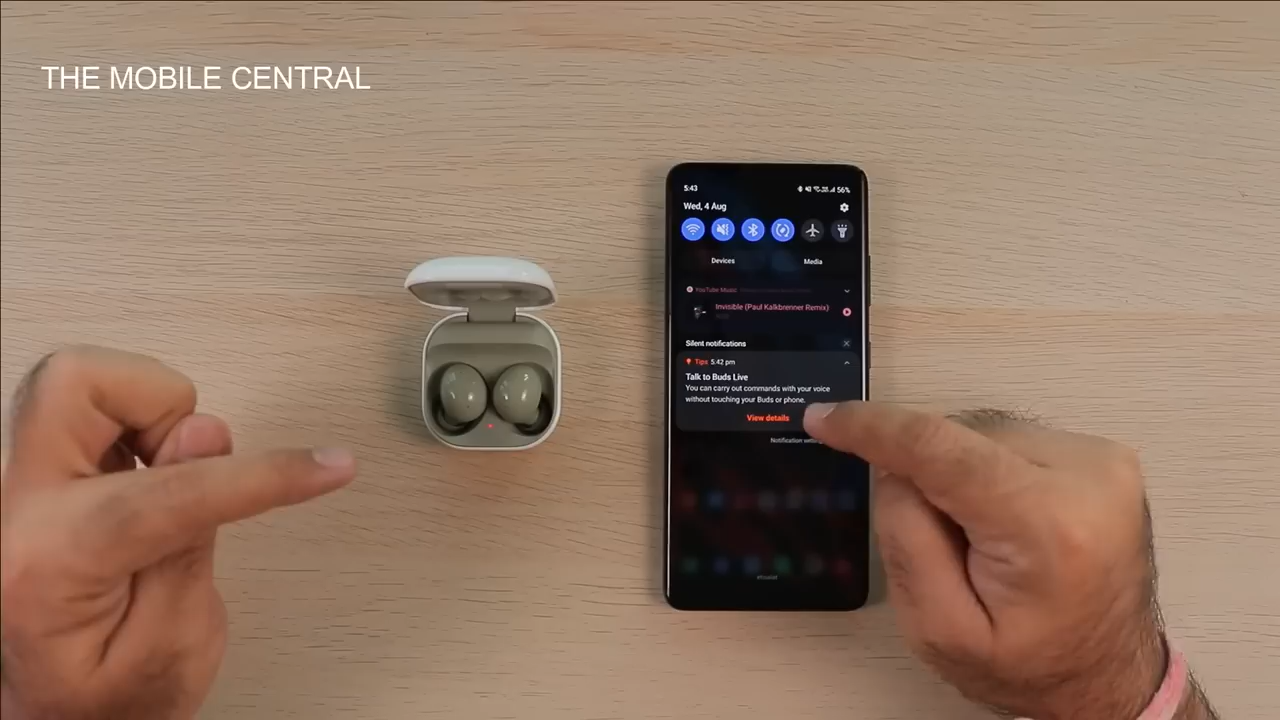 THE MOBILE CENTRAL
5:43
56%
Wed, 4 Aug
Devices
Media
YouTube Music
Invisible (Paul Kalkbrenner Remix)
Silent notifications
Tips 5:42 pm
Talk to Buds Live
You can carry out commands with your voice
without touching your Buds or phone.
View details
Notification